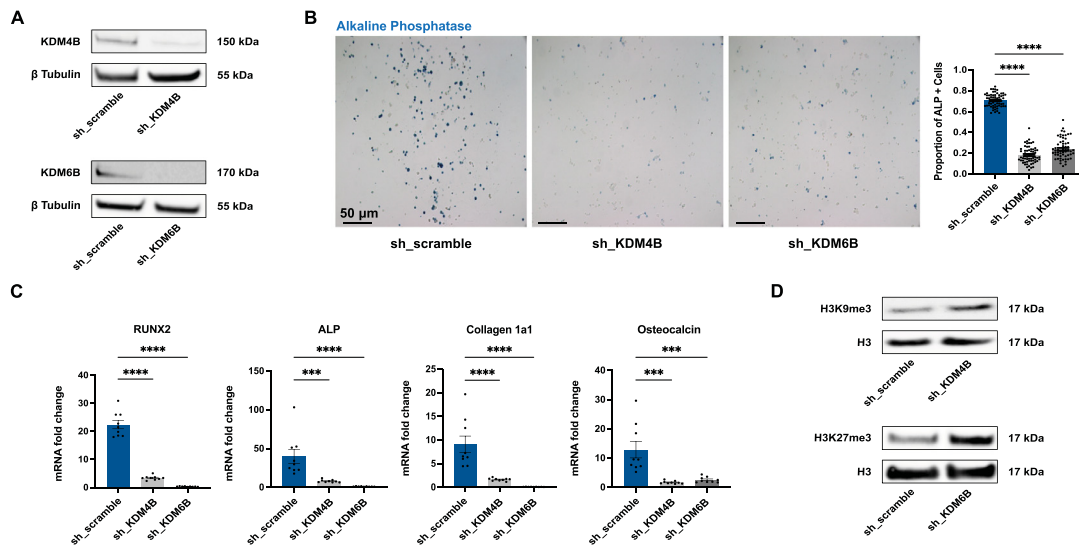 A
KDM4B
150 kDa
β Tubulin
55 kDa
sh_scramble
sh_KDM4B
KDM6B
170 kDa
β Tubulin
55 kDa
sh_scramble
sh_KDM6B
B
Alkaline Phosphatase
50 µm
sh_scramble
sh_KDM4B
sh_KDM6B
Proportion of ALP + Cells
1.0
0.8
0.6
0.4
0.2
0.0
****
****
sh_scramble
sh_KDM4B
sh_KDM6B
C
RUNX2
mRNA fold change
40
30
20
10
0
****
****
sh_scramble
sh_KDM4B
sh_KDM6B
ALP
mRNA fold change
150
100
50
0
****
***
sh_scramble
sh_KDM4B
sh_KDM6B
Collagen 1a1
mRNA fold change
25
20
15
10
5
0
****
****
sh_scramble
sh_KDM4B
sh_KDM6B
Osteocalcin
mRNA fold change
40
30
20
10
0
***
***
sh_scramble
sh_KDM4B
sh_KDM6B
D
H3K9me3
17 kDa
H3
17 kDa
sh_scramble
sh_KDM4B
H3K27me3
17 kDa
H3
17 kDa
sh_scramble
sh_KDM6B